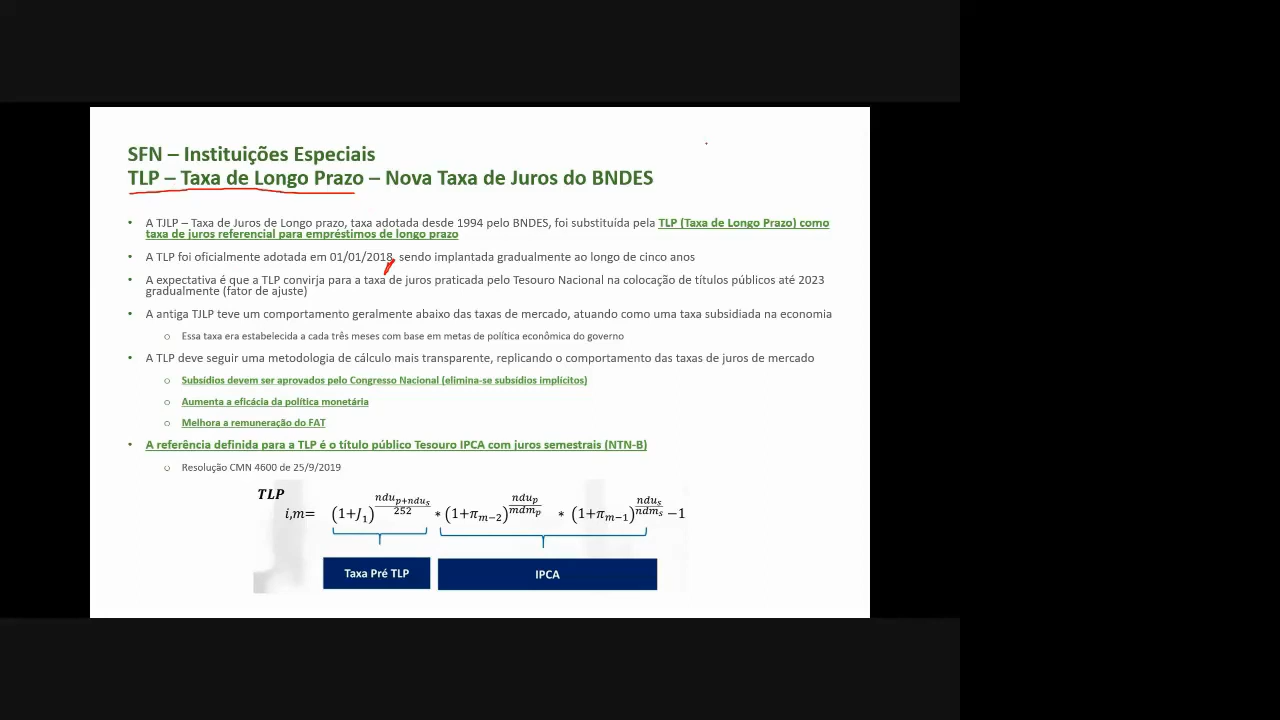 SFN – Instituições Especiais
TLP – Taxa de Longo Prazo – Nova Taxa de Juros do BNDES
• A TJLP – Taxa de Juros de Longo prazo, taxa adotada desde 1994 pelo BNDES, foi substituída pela TLP (Taxa de Longo Prazo) como
taxa de juros referencial para empréstimos de longo prazo
• A TLP foi oficialmente adotada em 01/01/2018, sendo implantada gradualmente ao longo de cinco anos
• A expectativa é que a TLP convirja para a taxa de juros praticada pelo Tesouro Nacional na colocação de títulos públicos até 2023
gradualmente (fator de ajuste)
• A antiga TJLP teve um comportamento geralmente abaixo das taxas de mercado, atuando como uma taxa subsidiada na economia
o Essa taxa era estabelecida a cada três meses com base em metas de política econômica do governo
• A TLP deve seguir uma metodologia de cálculo mais transparente, replicando o comportamento das taxas de juros de mercado
o Subsídios devem ser aprovados pelo Congresso Nacional (elimina-se subsídios implícitos)
o Aumenta a eficácia da política monetária
o Melhora a remuneração do FAT
• A referência definida para a TLP é o título público Tesouro IPCA com juros semestrais (NTN-B)
o Resolução CMN 4600 de 25/9/2019
TLP
i,m= (1+J_1)^{ndu_{p+ndu_s}/252} * (1+π_{m−2})^{ndu_p/mdm_p} * (1+π_{m−1})^{ndu_s/ndm_s} −1
Taxa Pré TLP IPCA